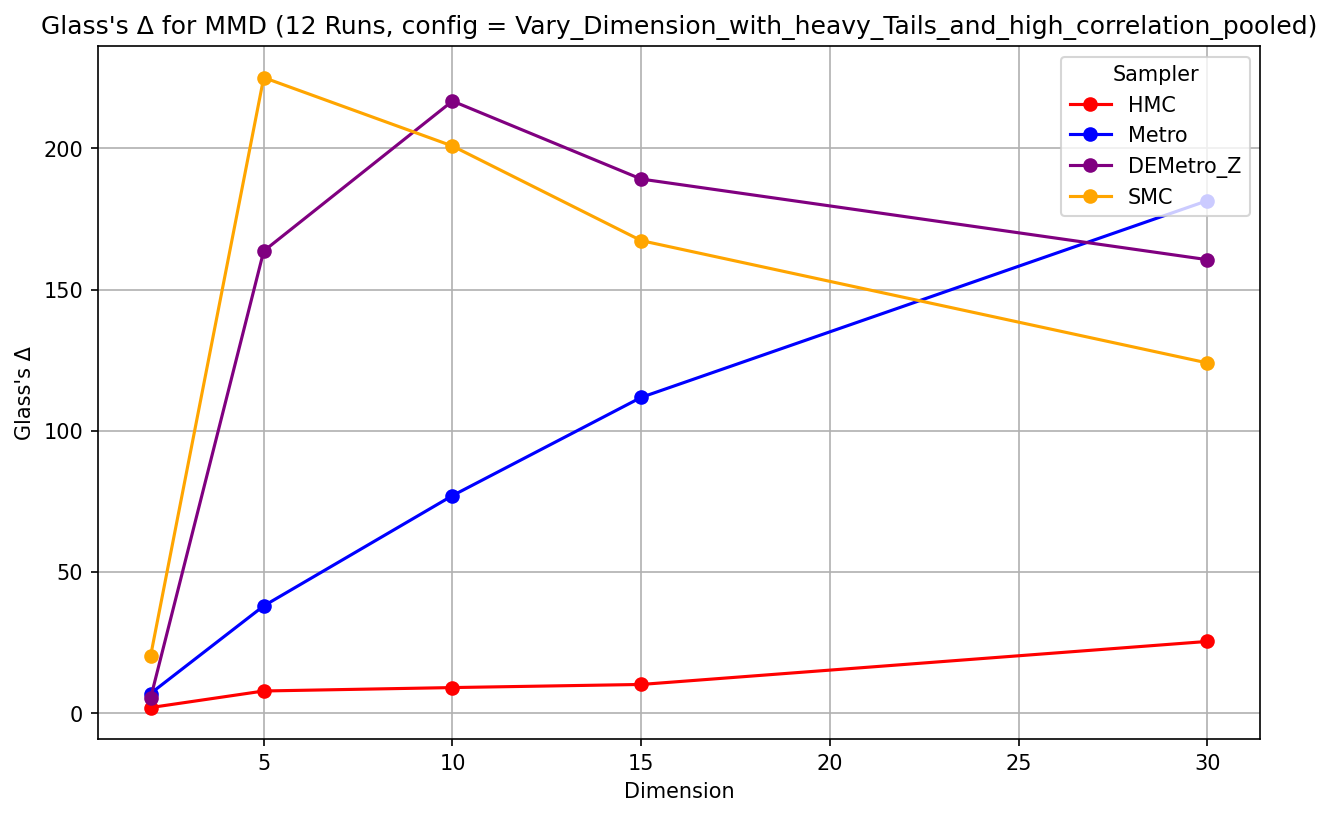 Glass's Δ for MMD (12 Runs, config = Vary_Dimension_with_heavy_Tails_and_high_correlation_pooled)
Sampler
HMC
Metro
DEMetro_Z
SMC
Glass's Δ
200
150
100
50
0
5 10 15 20 25 30
Dimension